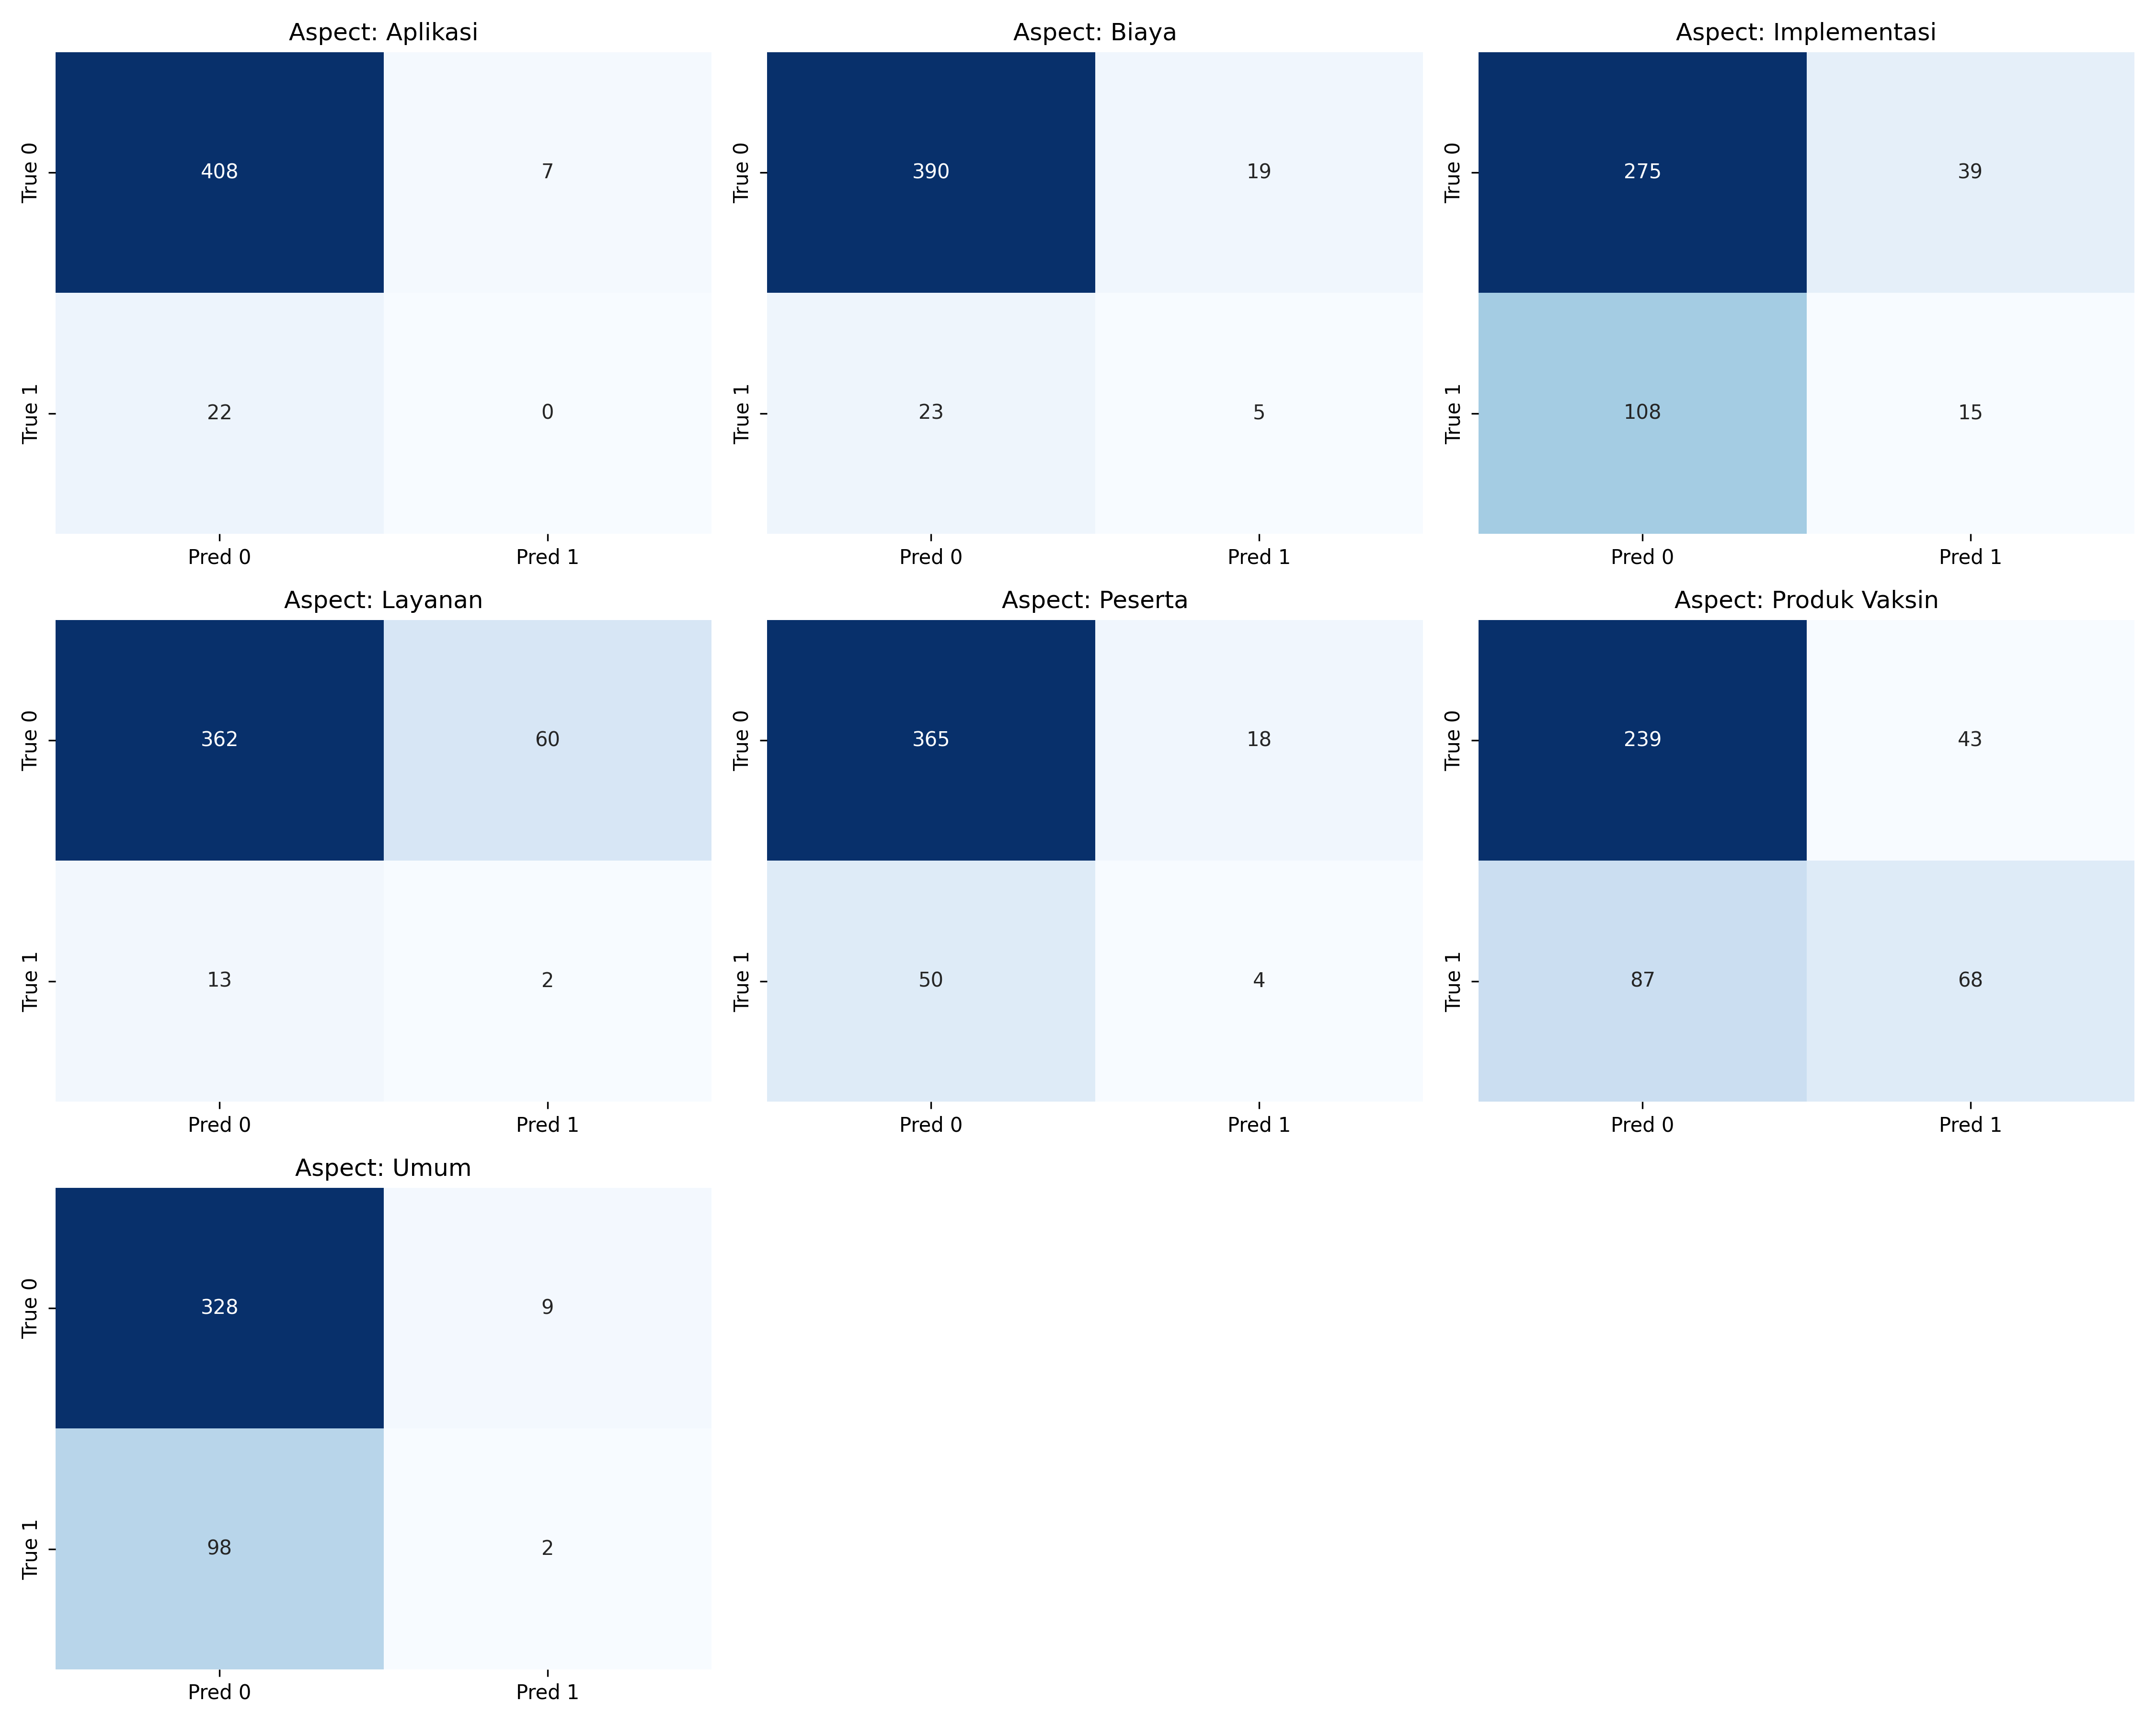 Aspect: Aplikasi
True 0
408
7
True 1
22
0
Pred 0
Pred 1
Aspect: Biaya
True 0
390
19
True 1
23
5
Pred 0
Pred 1
Aspect: Implementasi
True 0
275
39
True 1
108
15
Pred 0
Pred 1
Aspect: Layanan
True 0
362
60
True 1
13
2
Pred 0
Pred 1
Aspect: Peserta
True 0
365
18
True 1
50
4
Pred 0
Pred 1
Aspect: Produk Vaksin
True 0
239
43
True 1
87
68
Pred 0
Pred 1
Aspect: Umum
True 0
328
9
True 1
98
2
Pred 0
Pred 1